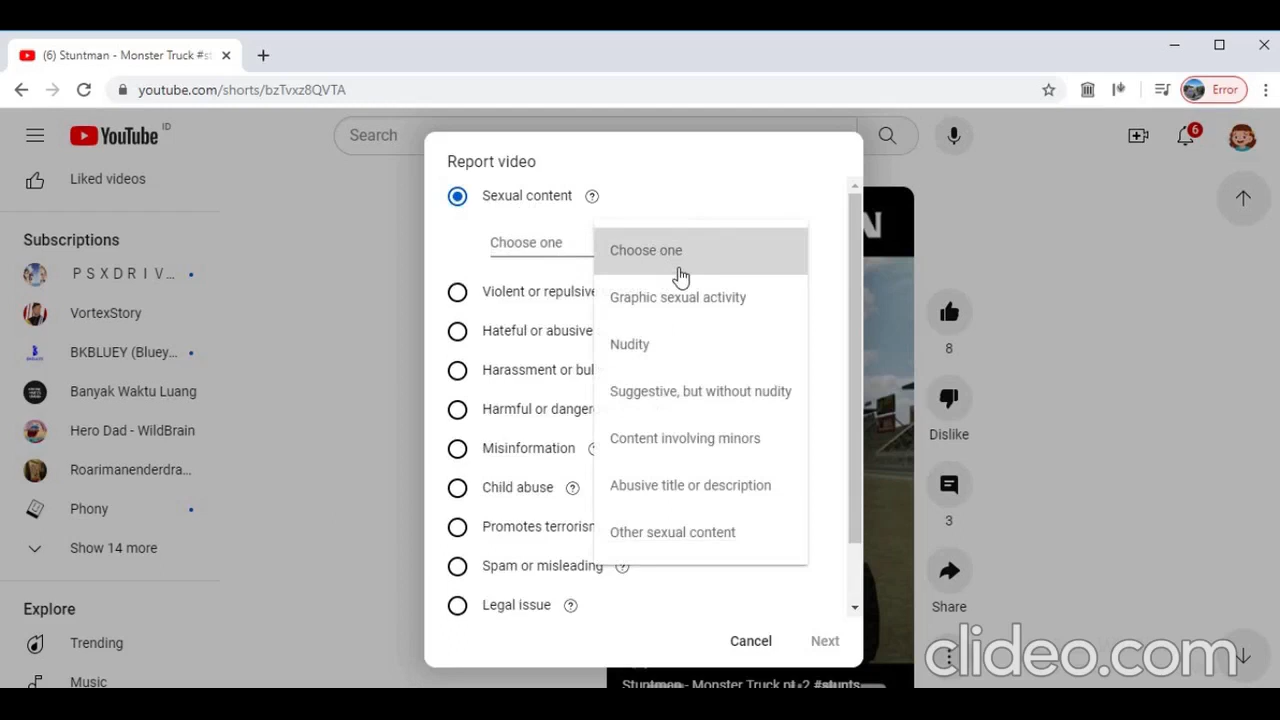 (6) Stuntman - Monster Truck #st
youtube.com/shorts/bzTvxz8QVTA
Error
YouTube ID
Search
6
Liked videos
Subscriptions
P S X D R I V...
VortexStory
BKBLUEY (Bluey...
Banyak Waktu Luang
Hero Dad - WildBrain
Roarimanenderdra...
Phony
Show 14 more
Explore
Trending
Music
Report video
Sexual content
Choose one
Choose one
Graphic sexual activity
Nudity
Suggestive, but without nudity
Content involving minors
Abusive title or description
Other sexual content
Violent or repulsive
Hateful or abusive
Harassment or bul
Harmful or danger
Misinformation
Child abuse
Promotes terrorism
Spam or misleading
Legal issue
Cancel
Next
N
8
Dislike
3
Share
Stuntman - Monster Truck pt. 2 #stunts
clideo.com